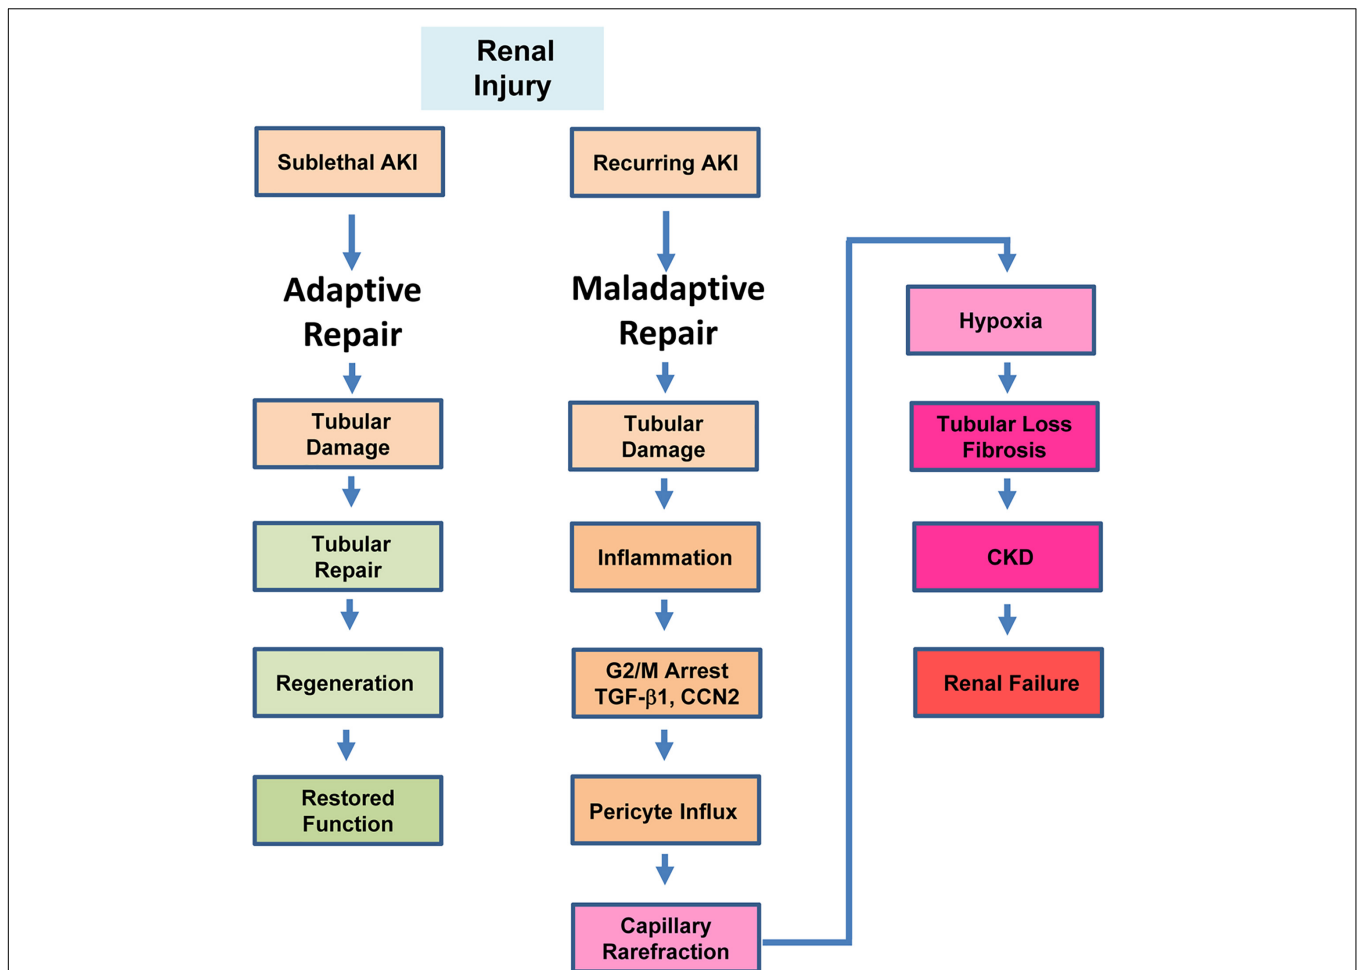 Renal
Injury
Sublethal AKI
Adaptive
Repair
Tubular
Damage
Tubular
Repair
Regeneration
Restored
Function
Recurring AKI
Maladaptive
Repair
Tubular
Damage
Inflammation
G2/M Arrest
TGF-β1, CCN2
Pericyte Influx
Capillary
Rarefraction
Hypoxia
Tubular Loss
Fibrosis
CKD
Renal Failure